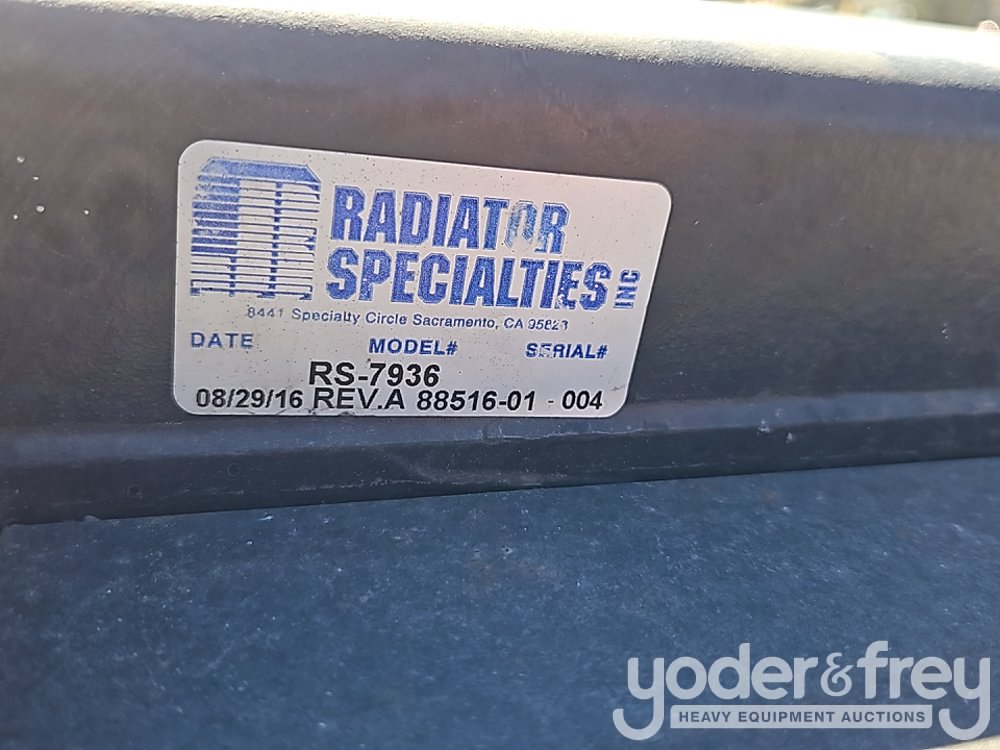 RADIATOR
SPECIALTIES INC
8441 Specialty Circle Sacramento, CA 95823
DATE MODEL# SERIAL#
RS-7936
08/29/16 REV.A 88516-01 - 004
yoder&frey
HEAVY EQUIPMENT AUCTIONS